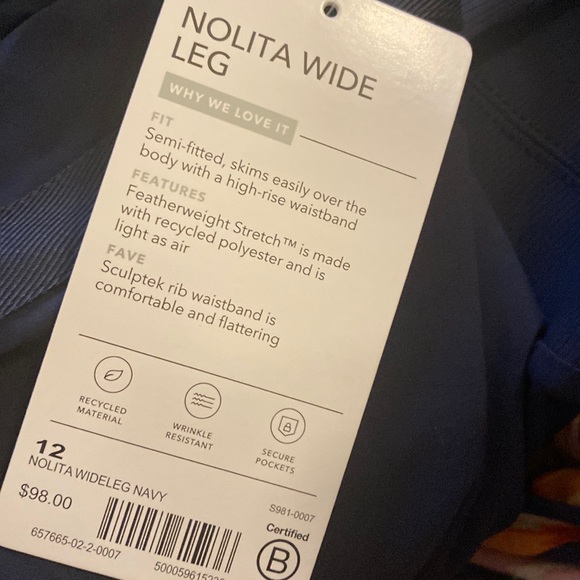 NOLITA WIDE
LEG
WHY WE LOVE IT
FIT
Semi-fitted, skims easily over the
body with a high-rise waistband
FEATURES
Featherweight Stretch™ is made
with recycled polyester and is
light as air
FAVE
Sculptek rib waistband is
comfortable and flattering
RECYCLED
MATERIAL
WRINKLE
RESISTANT
SECURE
POCKETS
12
NOLITA WIDELEG NAVY
$98.00
S981-0007
657665-02-2-0007
Certified
B